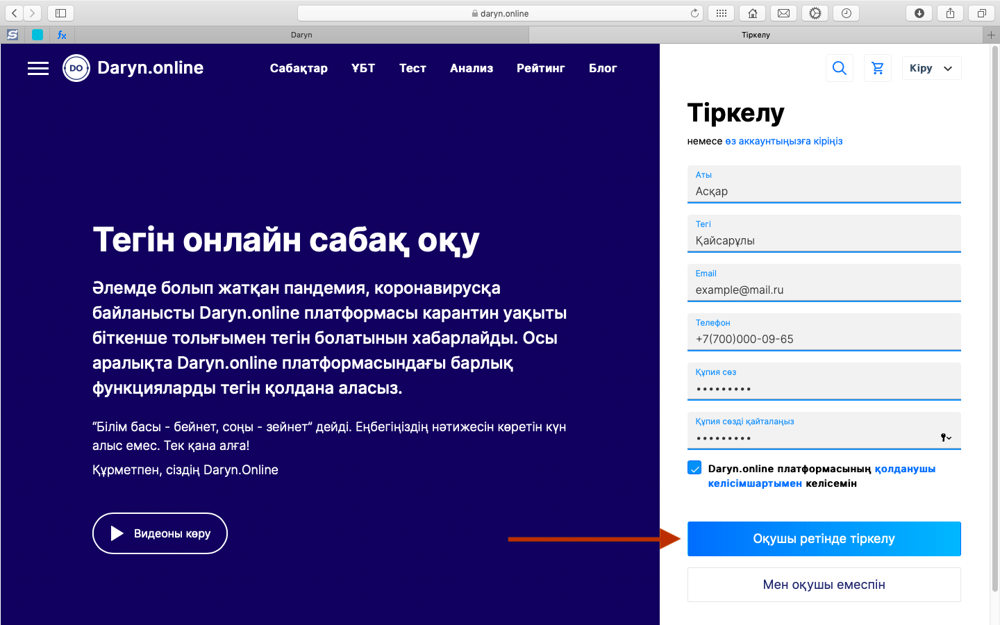 daryn.online
Daryn
Тіркелу
DO
Daryn.online
Сабақтар
ҰБТ
Тест
Анализ
Рейтинг
Блог
Кіру
Тегін онлайн сабақ оқу
Әлемде болып жатқан пандемия, коронавирусқа
байланысты Daryn.online платформасы карантин уақыты
біткенше толығымен тегін болатынын хабарлайды. Осы
аралықта Daryn.online платформасындағы барлық
функцияларды тегін қолдана аласыз.
“Білім басы - бейнет, соңы - зейнет” дейді. Еңбегіңіздің нәтижесін көретін күн
алыс емес. Тек қана алға!
Құрметпен, сіздің Daryn.Online
Видеоны көру
Тіркелу
немесе өз аккаунтыңызға кіріңіз
Аты
Асқар
Тегі
Қайсарұлы
Email
example@mail.ru
Телефон
+7(700)000-09-65
Құпия сөз
•••••••••
Құпия сөзді қайталаңыз
•••••••••
Daryn.online платформасының қолданушы
келісімшартымен келісемін
Оқушы ретінде тіркелу
Мен оқушы емеспін